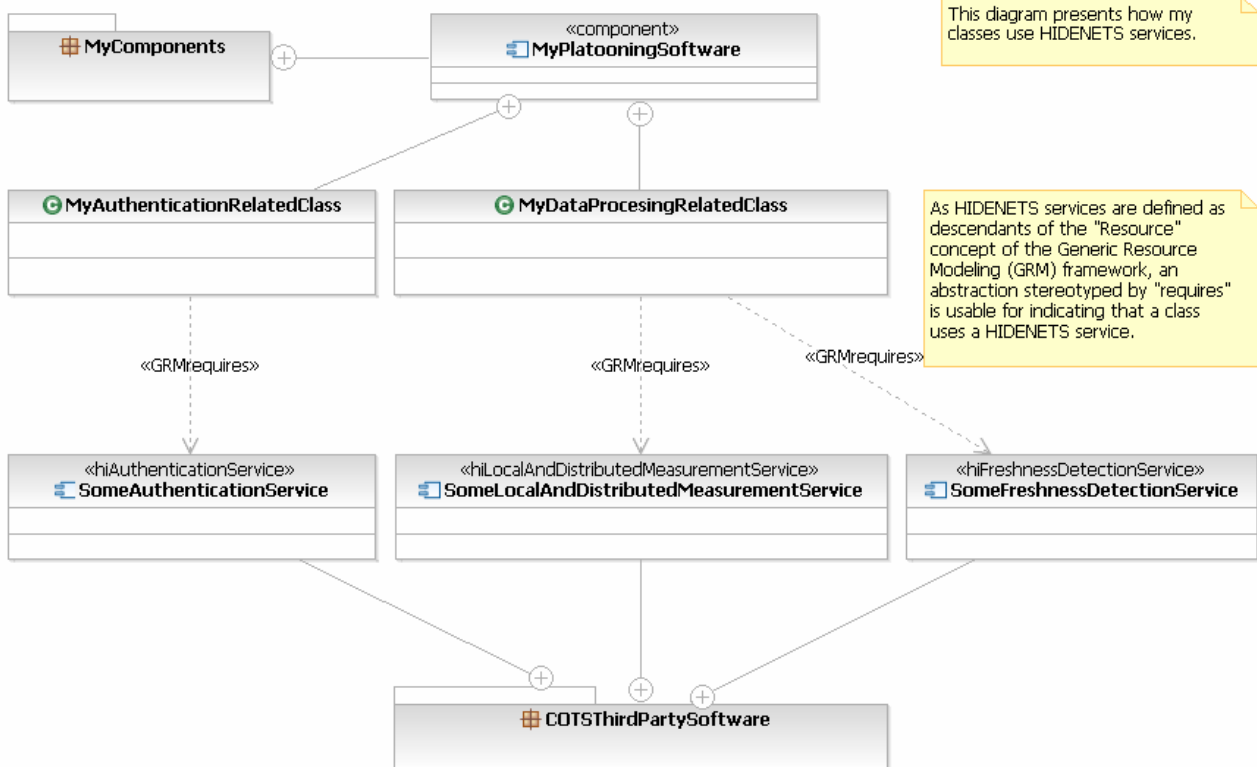 This diagram presents how my
classes use HIDENETS services.
MyComponents
«component»
MyPlatooningSoftware
MyAuthenticationRelatedClass
MyDataProcesingRelatedClass
As HIDENETS services are defined as
descendants of the "Resource"
concept of the Generic Resource
Modeling (GRM) framework, an
abstraction stereotyped by "requires"
is usable for indicating that a class
uses a HIDENETS service.
«GRMrequires»
«GRMrequires»
«GRMrequires»
«hiAuthenticationService»
SomeAuthenticationService
«hiLocalAndDistributedMeasurementService»
SomeLocalAndDistributedMeasurementService
«hiFreshnessDetectionService»
SomeFreshnessDetectionService
COTSThirdPartySoftware